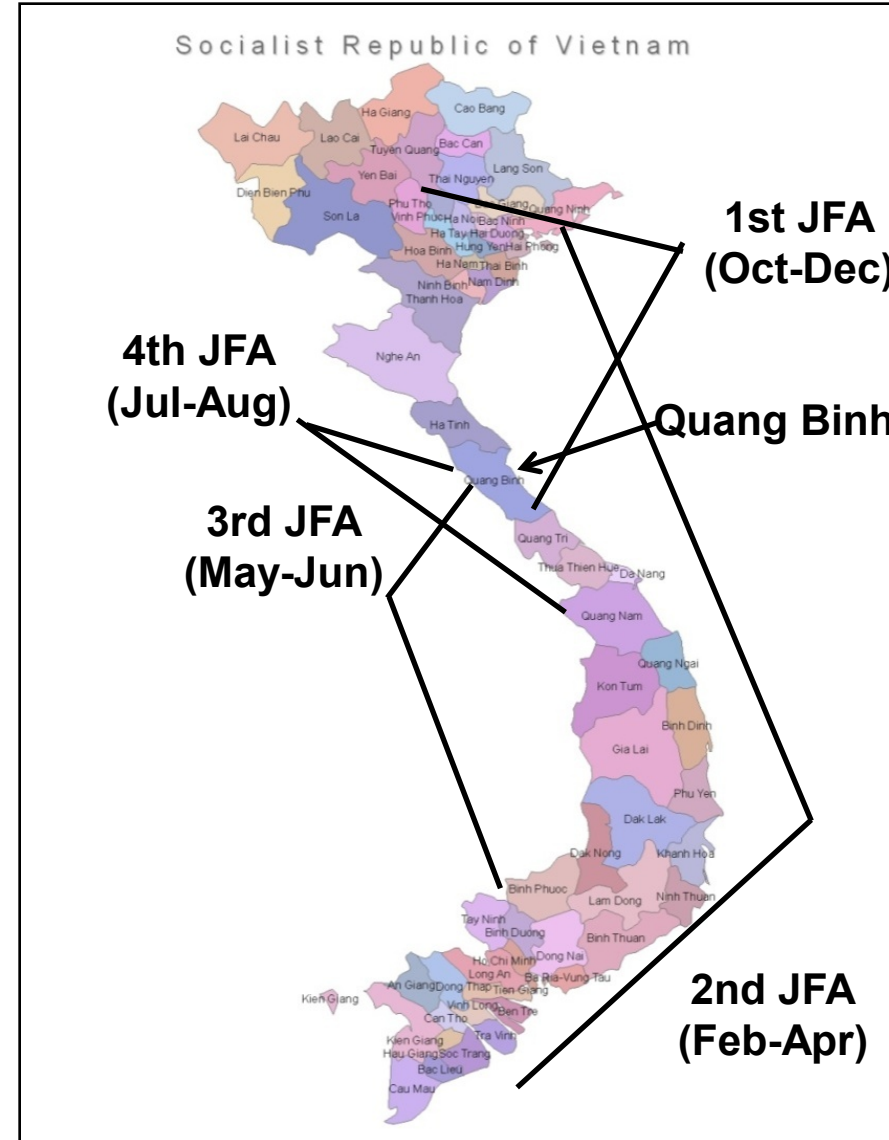 Socialist Republic of Vietnam
Ha Giang
Cao Bang
Lai Chau
Lao Cai
Tuyen Quang
Bac Can
Lang Son
Yen Bai
Thai Nguyen
Dien Bien Phu
Phu Tho
Giang
Quang Ninh
Son La
Vinh Phuc
Ha Noi
Bac Ninh
Ha Tay
Hai Duong
Hung Yen
Hai Phong
Hoa Binh
Ha Nam
Thai Binh
Ninh Binh
Nam Dinh
Thanh Hoa
1st JFA
(Oct-Dec)
4th JFA
(Jul-Aug)
Nghe An
Ha Tinh
Quang Binh
Quang Binh
3rd JFA
(May-Jun)
Quang Tri
Thua Thien Hue
Da Nang
Quang Nam
Quang Ngai
Kon Tum
Binh Dinh
Gia Lai
Phu Yen
Dak Lak
Dak Nong
Khanh Hoa
Binh Phuoc
Lam Dong
Ninh Thuan
Tay Ninh
Binh Duong
Binh Thuan
Dong Nai
Ho Chi Minh
Long An
Ba Ria-Vung Tau
An Giang
Dong Thap
Tien Giang
Kien Giang
Vinh Long
Ben Tre
Can Tho
Tra Vinh
Kien Giang
Hau Giang
Soc Trang
Bac Lieu
Cau Mau
2nd JFA
(Feb-Apr)